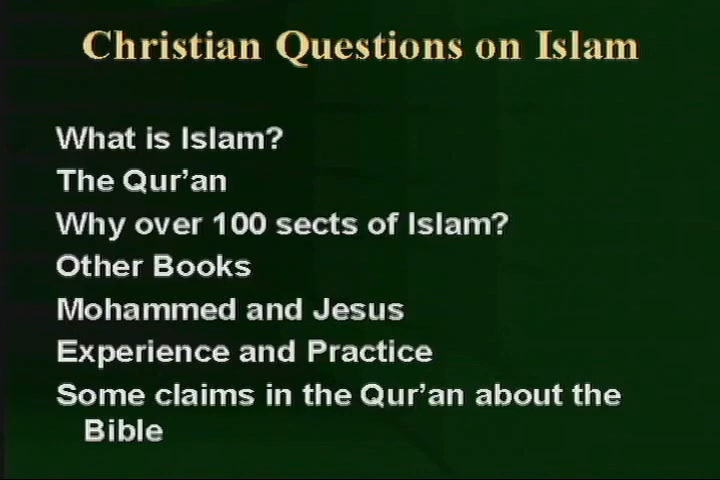 Christian Questions on Islam
What is Islam?
The Qur’an
Why over 100 sects of Islam?
Other Books
Mohammed and Jesus
Experience and Practice
Some claims in the Qur’an about the
Bible